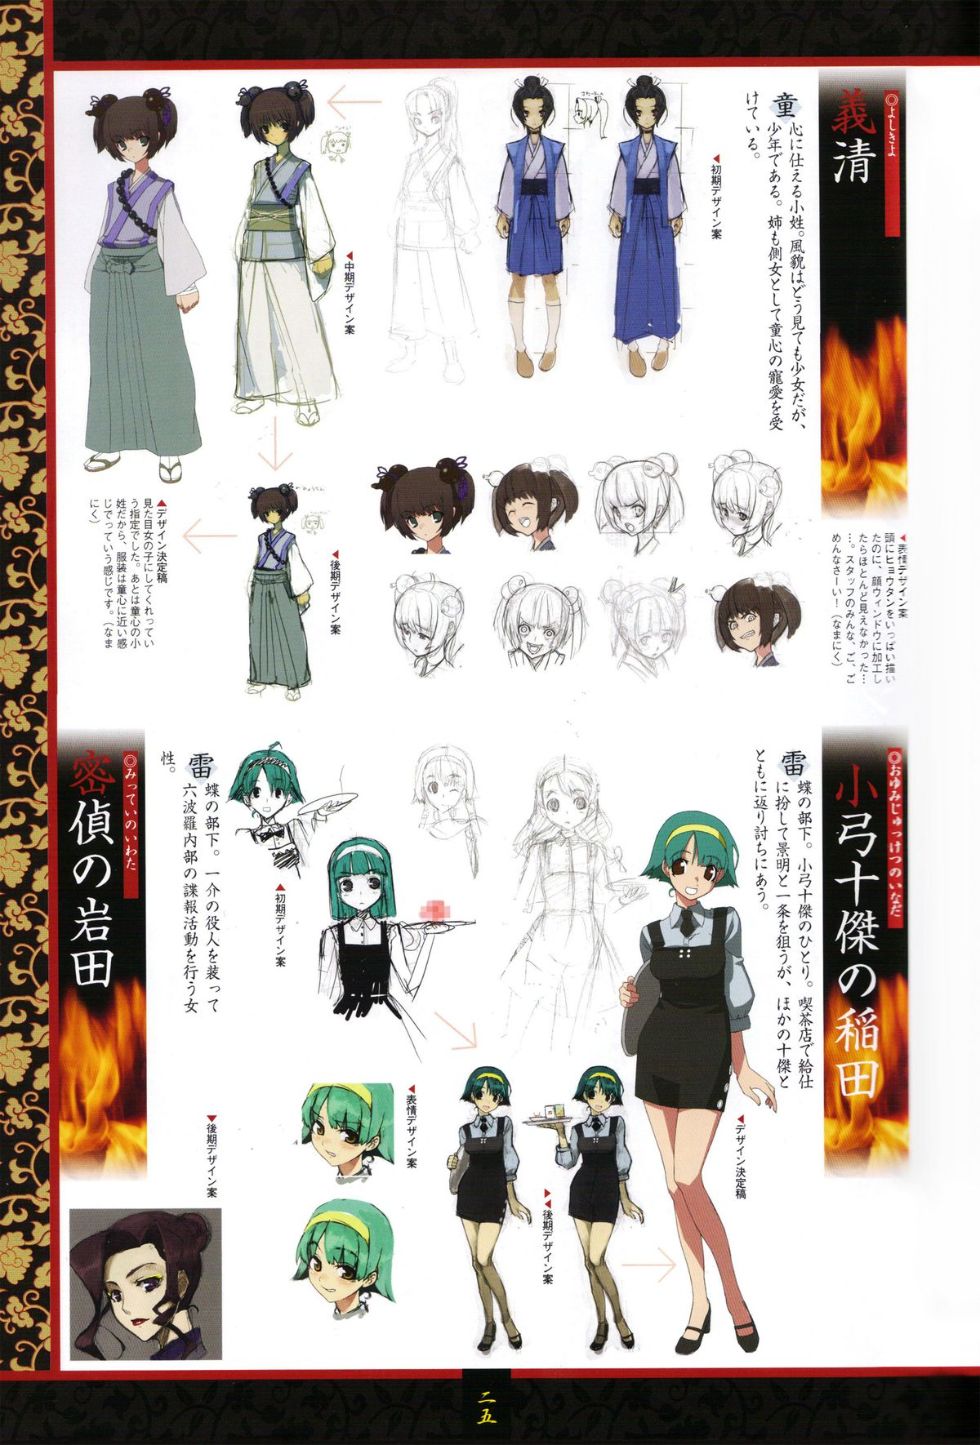 ◎よしきよ
義清
童心に仕える小姓。風貌はどう見ても少女だが、
少年である。姉も側女として童心の寵愛を受
けている。
◀初期デザイン案
◀中期デザイン案
◀後期デザイン案
▲デザイン決定稿
見た目女の子にしてくれってい
う指定でした。あとは童心の小
姓だから、服装は童心に近い感
じでっていう感じです。（なま
にく）
◀表情デザイン案
頭にヒョウタンをいっぱい描い
たのに、顔ウィンドウに加工し
たらほとんど見えなかった…
…。スタッフのみんな、ご、ご
めんなさーい！（なまにく）
◎おゆみじゅっけつのいなだ
小弓十傑の稲田
雷蝶の部下。小弓十傑のひとり。喫茶店で給仕
に扮して景明と一条を狙うが、ほかの十傑と
ともに返り討ちにあう。
▲初期デザイン案
◀デザイン決定稿
▶◀後期デザイン案
◀表情デザイン案
◎みっていのいわた
密偵の岩田
雷蝶の部下。一介の役人を装って
六波羅内部の諜報活動を行う女
性。
▼後期デザイン案
二五